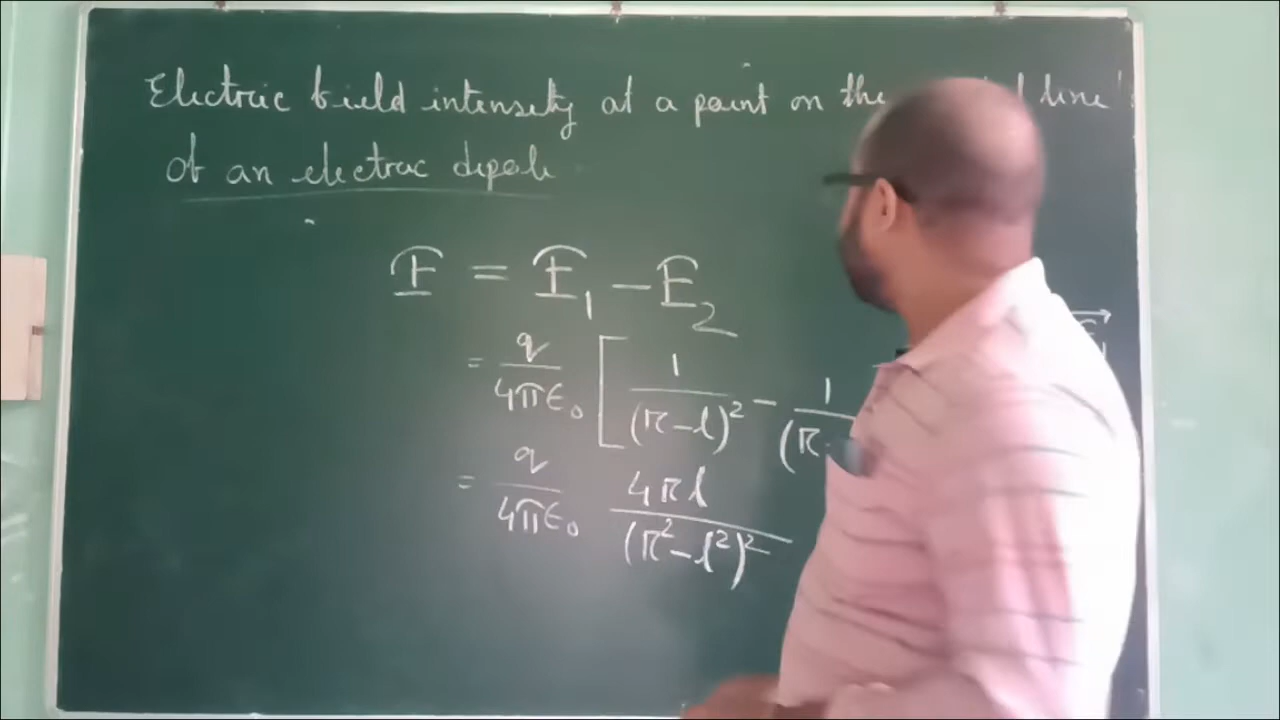 Electric field intensity at a point on the line
of an electric dipole
E = E₁ - E₂
= q/4πϵ₀ [ 1/(r-l)² - 1/(r
= q/4πϵ₀ 4rl/(r²-l²)²